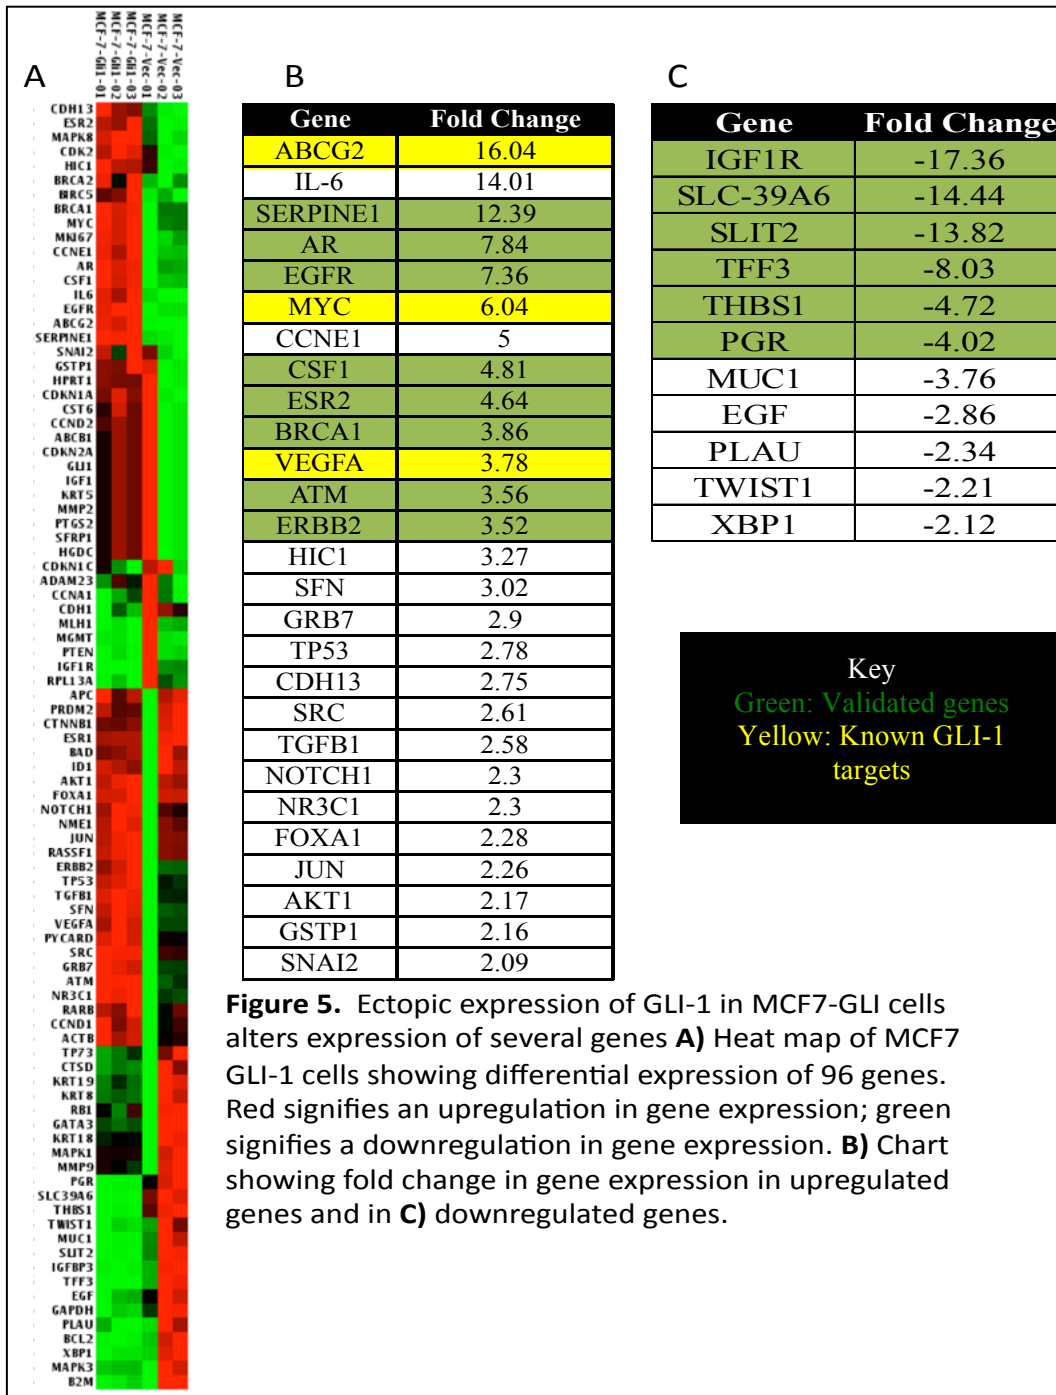 MCF-7-Gli1-01
MCF-7-Gli1-02
MCF-7-Gli1-03
MCF-7-Vec-01
MCF-7-Vec-02
MCF-7-Vec-03
A
CDH13
ESR2
MAPK8
CDK2
HIC1
BRCA2
BIRC5
BRCA1
MYC
MKI67
CCNE1
AR
CSF1
IL6
EGFR
ABCG2
SERPINE1
SNAI2
GSTP1
HPRT1
CDKN1A
CST6
CCND2
ABCB1
CDKN2A
GLI1
IGF1
KRT5
MMP2
PTGS2
SFRP1
HGDC
CDKN1C
ADAM23
CCNA1
CDH1
MLH1
MGMT
PTEN
IGF1R
RPL13A
APC
PRDM2
CTNNB1
ESR1
BAD
ID1
AKT1
FOXA1
NOTCH1
NME1
JUN
RASSF1
ERBB2
TP53
TGFB1
SFN
VEGFA
PYCARD
SRC
GRB7
ATM
NR3C1
RARB
CCND1
ACTB
TP73
CTSD
KRT19
KRT8
RB1
GATA3
KRT18
MAPK1
MMP9
PGR
SLC39A6
THBS1
TWIST1
MUC1
SLIT2
IGFBP3
TFF3
EGF
GAPDH
PLAU
BCL2
XBP1
MAPK3
B2M
B
Gene Fold Change
ABCG2 16.04
IL-6 14.01
SERPINE1 12.39
AR 7.84
EGFR 7.36
MYC 6.04
CCNE1 5
CSF1 4.81
ESR2 4.64
BRCA1 3.86
VEGFA 3.78
ATM 3.56
ERBB2 3.52
HIC1 3.27
SFN 3.02
GRB7 2.9
TP53 2.78
CDH13 2.75
SRC 2.61
TGFB1 2.58
NOTCH1 2.3
NR3C1 2.3
FOXA1 2.28
JUN 2.26
AKT1 2.17
GSTP1 2.16
SNAI2 2.09
C
Gene Fold Change
IGF1R -17.36
SLC-39A6 -14.44
SLIT2 -13.82
TFF3 -8.03
THBS1 -4.72
PGR -4.02
MUC1 -3.76
EGF -2.86
PLAU -2.34
TWIST1 -2.21
XBP1 -2.12
Key
Green: Validated genes
Yellow: Known GLI-1
targets
Figure 5. Ectopic expression of GLI-1 in MCF7-GLI cells
alters expression of several genes A) Heat map of MCF7
GLI-1 cells showing differential expression of 96 genes.
Red signifies an upregulation in gene expression; green
signifies a downregulation in gene expression. B) Chart
showing fold change in gene expression in upregulated
genes and in C) downregulated genes.